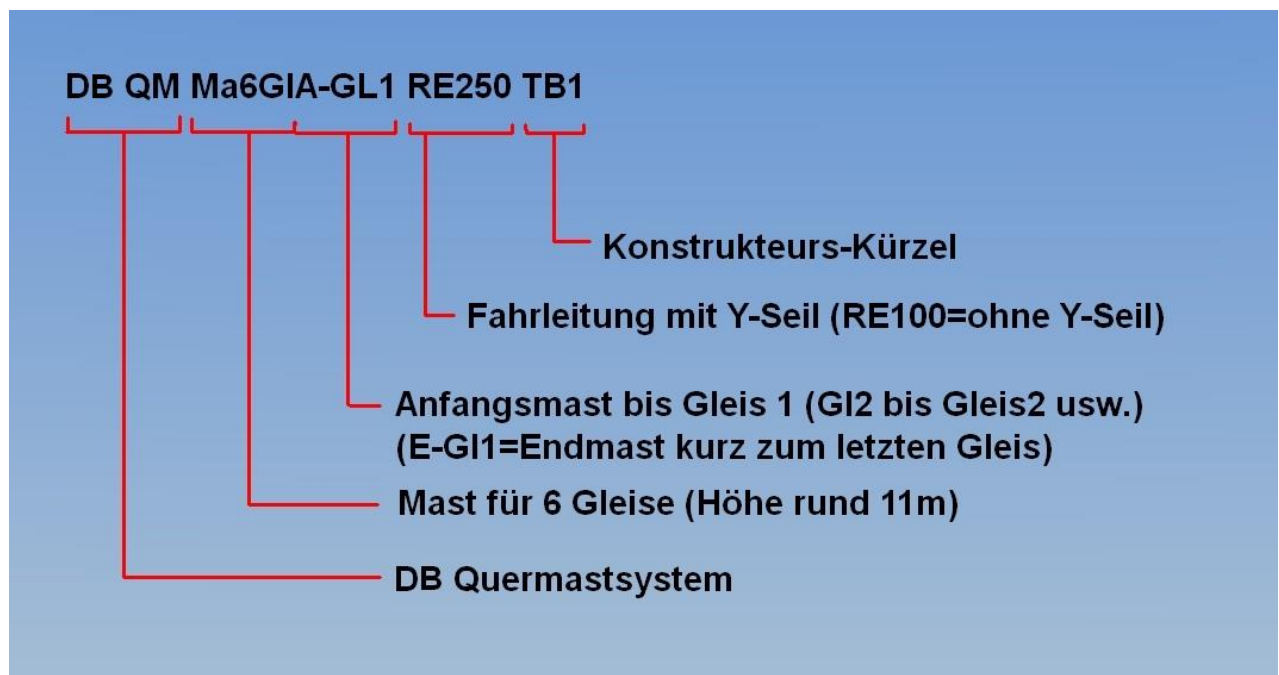 DB QM Ma6GlA-GL1 RE250 TB1
Konstrukteurs-Kürzel
Fahrleitung mit Y-Seil (RE100=ohne Y-Seil)
Anfangsmast bis Gleis 1 (Gl2 bis Gleis2 usw.)
(E-Gl1=Endmast kurz zum letzten Gleis)
Mast für 6 Gleise (Höhe rund 11m)
DB Quermastsystem